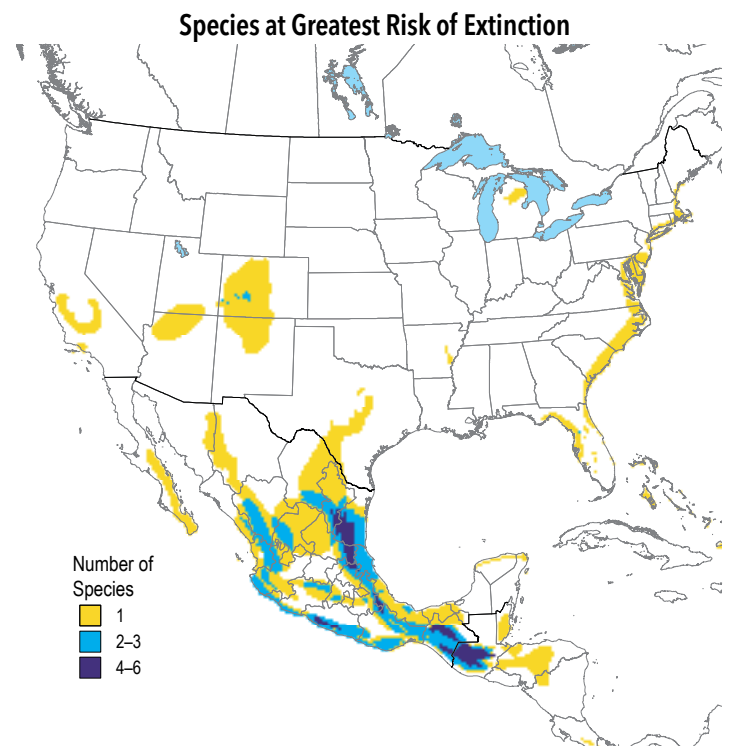 Species at Greatest Risk of Extinction
Number of
Species
1
2–3
4–6